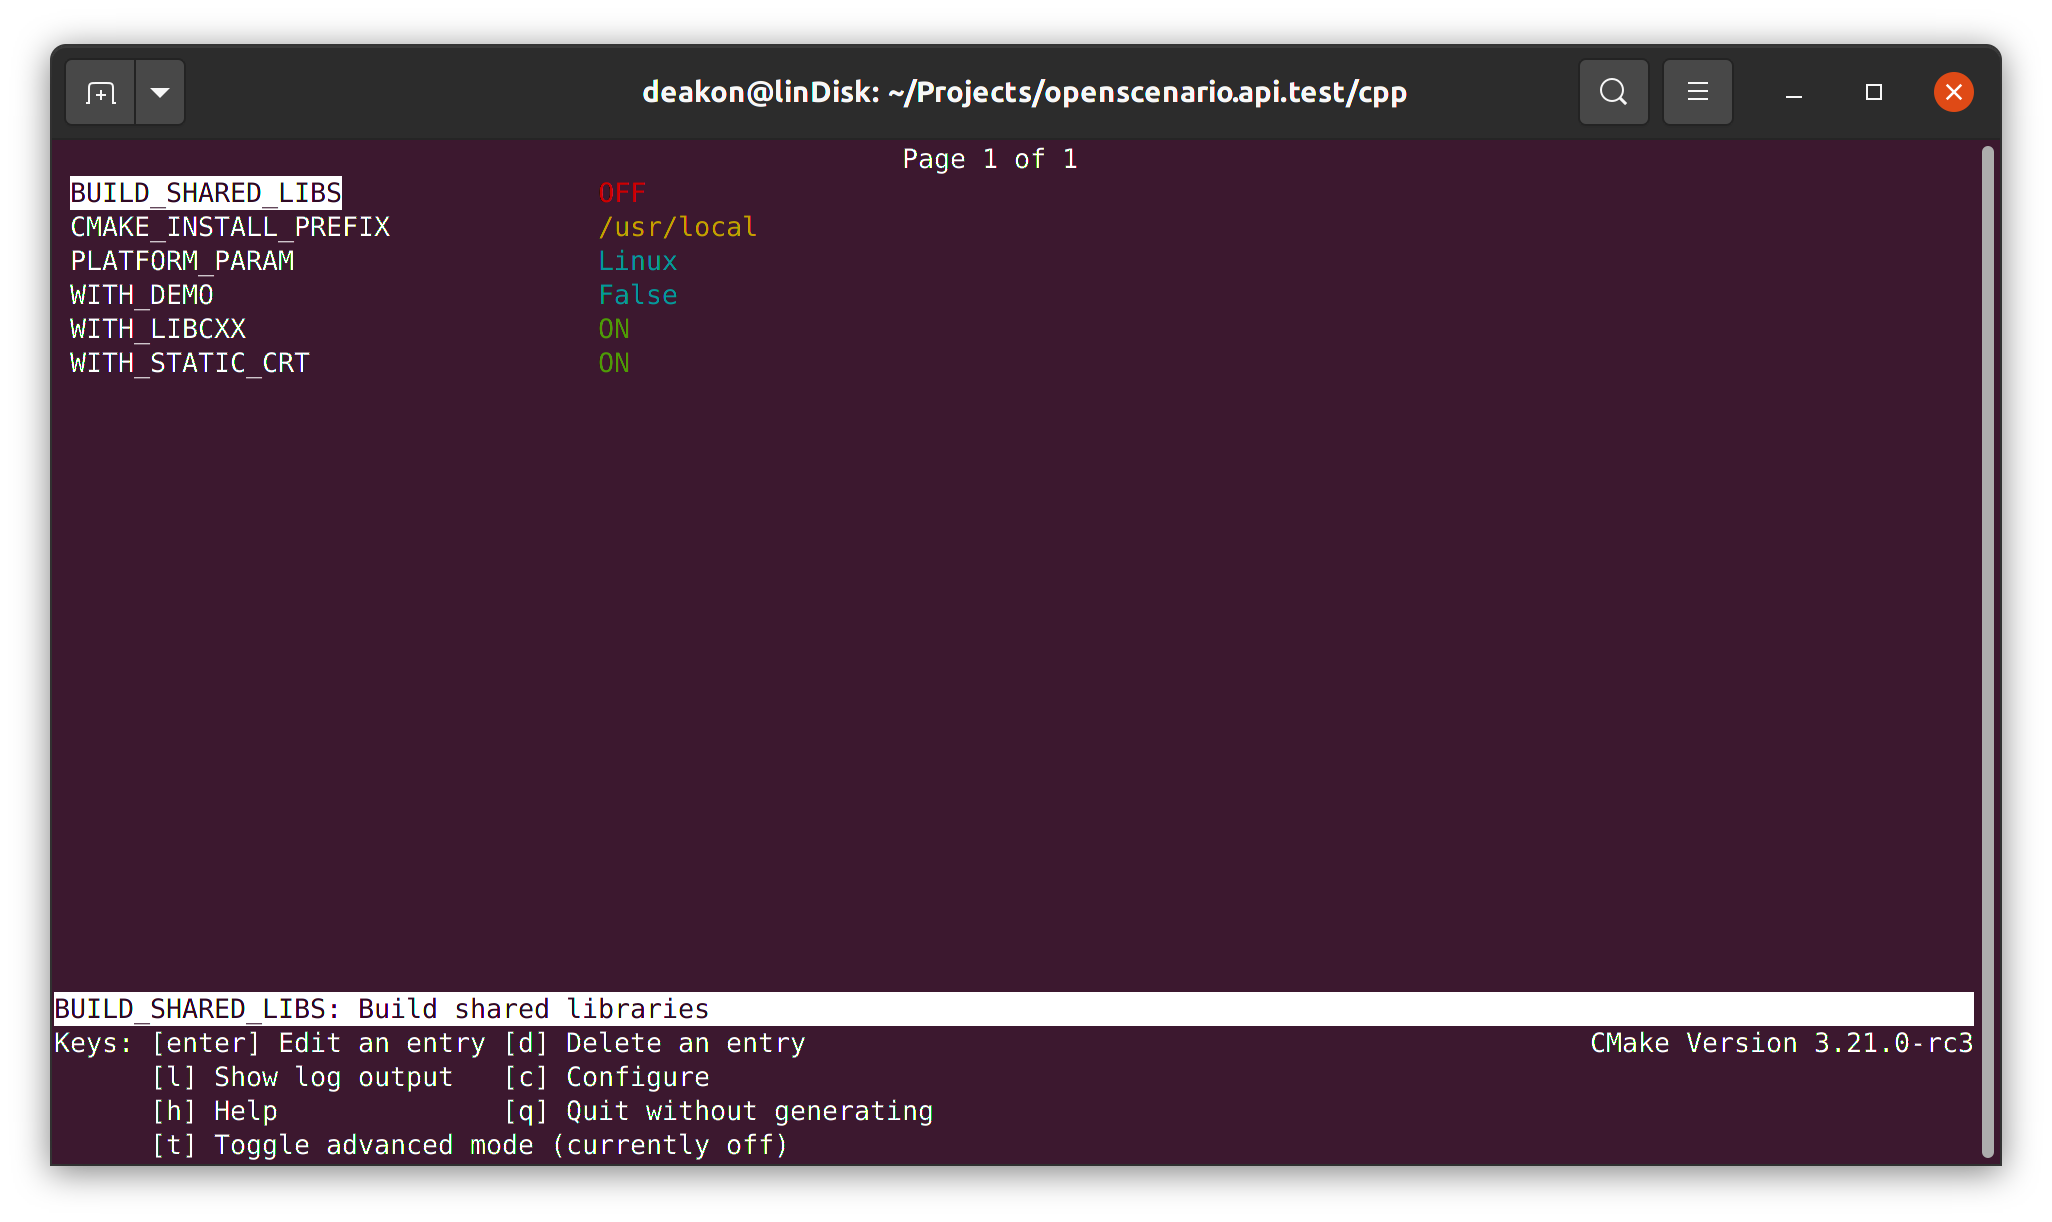 deakon@linDisk: ~/Projects/openscenario.api.test/cpp
Page 1 of 1
BUILD_SHARED_LIBS OFF
CMAKE_INSTALL_PREFIX /usr/local
PLATFORM_PARAM Linux
WITH_DEMO False
WITH_LIBCXX ON
WITH_STATIC_CRT ON
BUILD_SHARED_LIBS: Build shared libraries
Keys: [enter] Edit an entry [d] Delete an entry CMake Version 3.21.0-rc3
[l] Show log output [c] Configure
[h] Help [q] Quit without generating
[t] Toggle advanced mode (currently off)